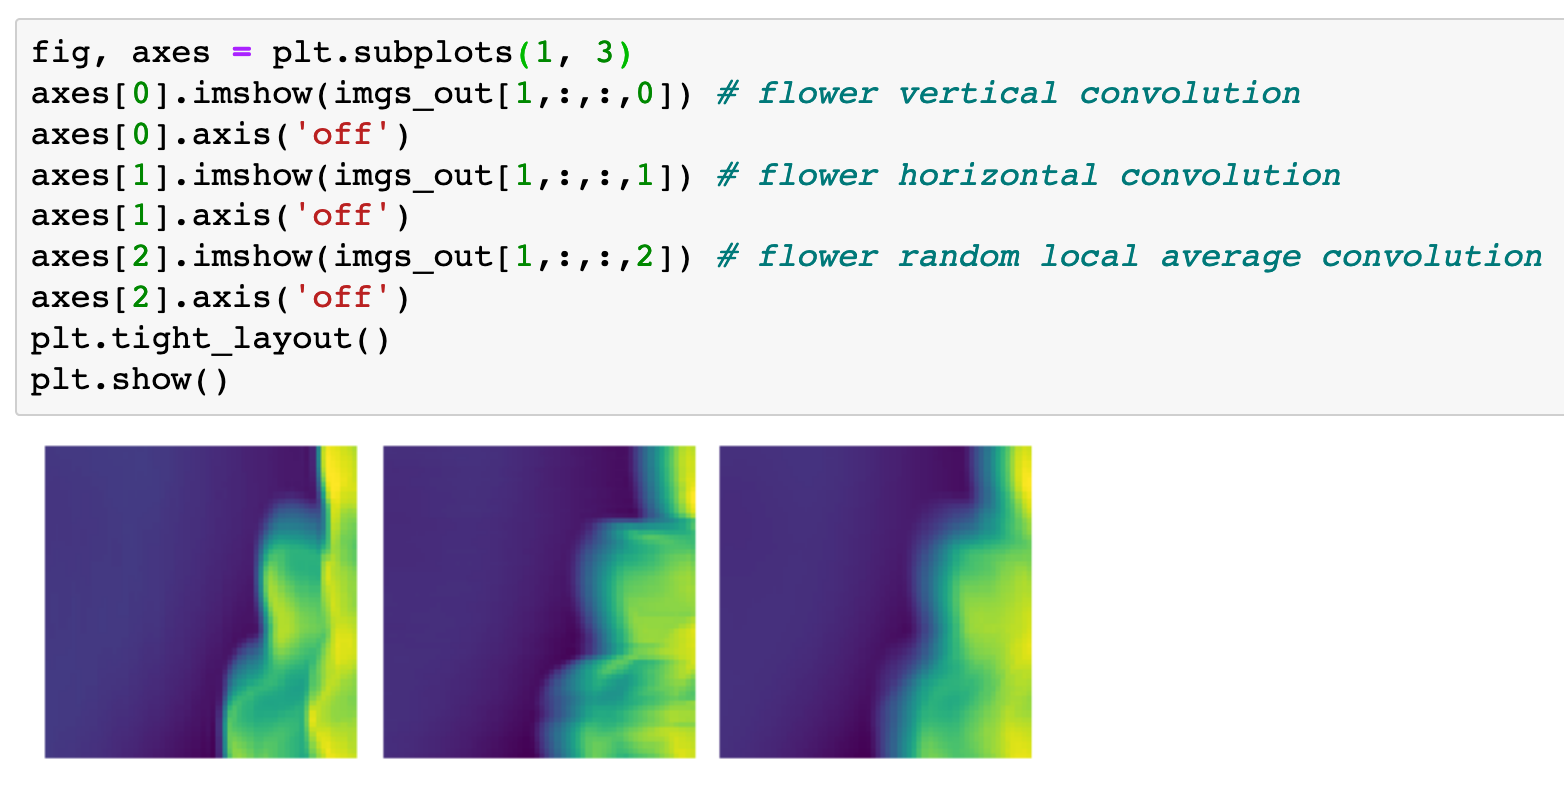 fig, axes = plt.subplots(1, 3)
axes[0].imshow(imgs_out[1,:,:,0]) # flower vertical convolution
axes[0].axis('off')
axes[1].imshow(imgs_out[1,:,:,1]) # flower horizontal convolution
axes[1].axis('off')
axes[2].imshow(imgs_out[1,:,:,2]) # flower random local average convolution
axes[2].axis('off')
plt.tight_layout()
plt.show()